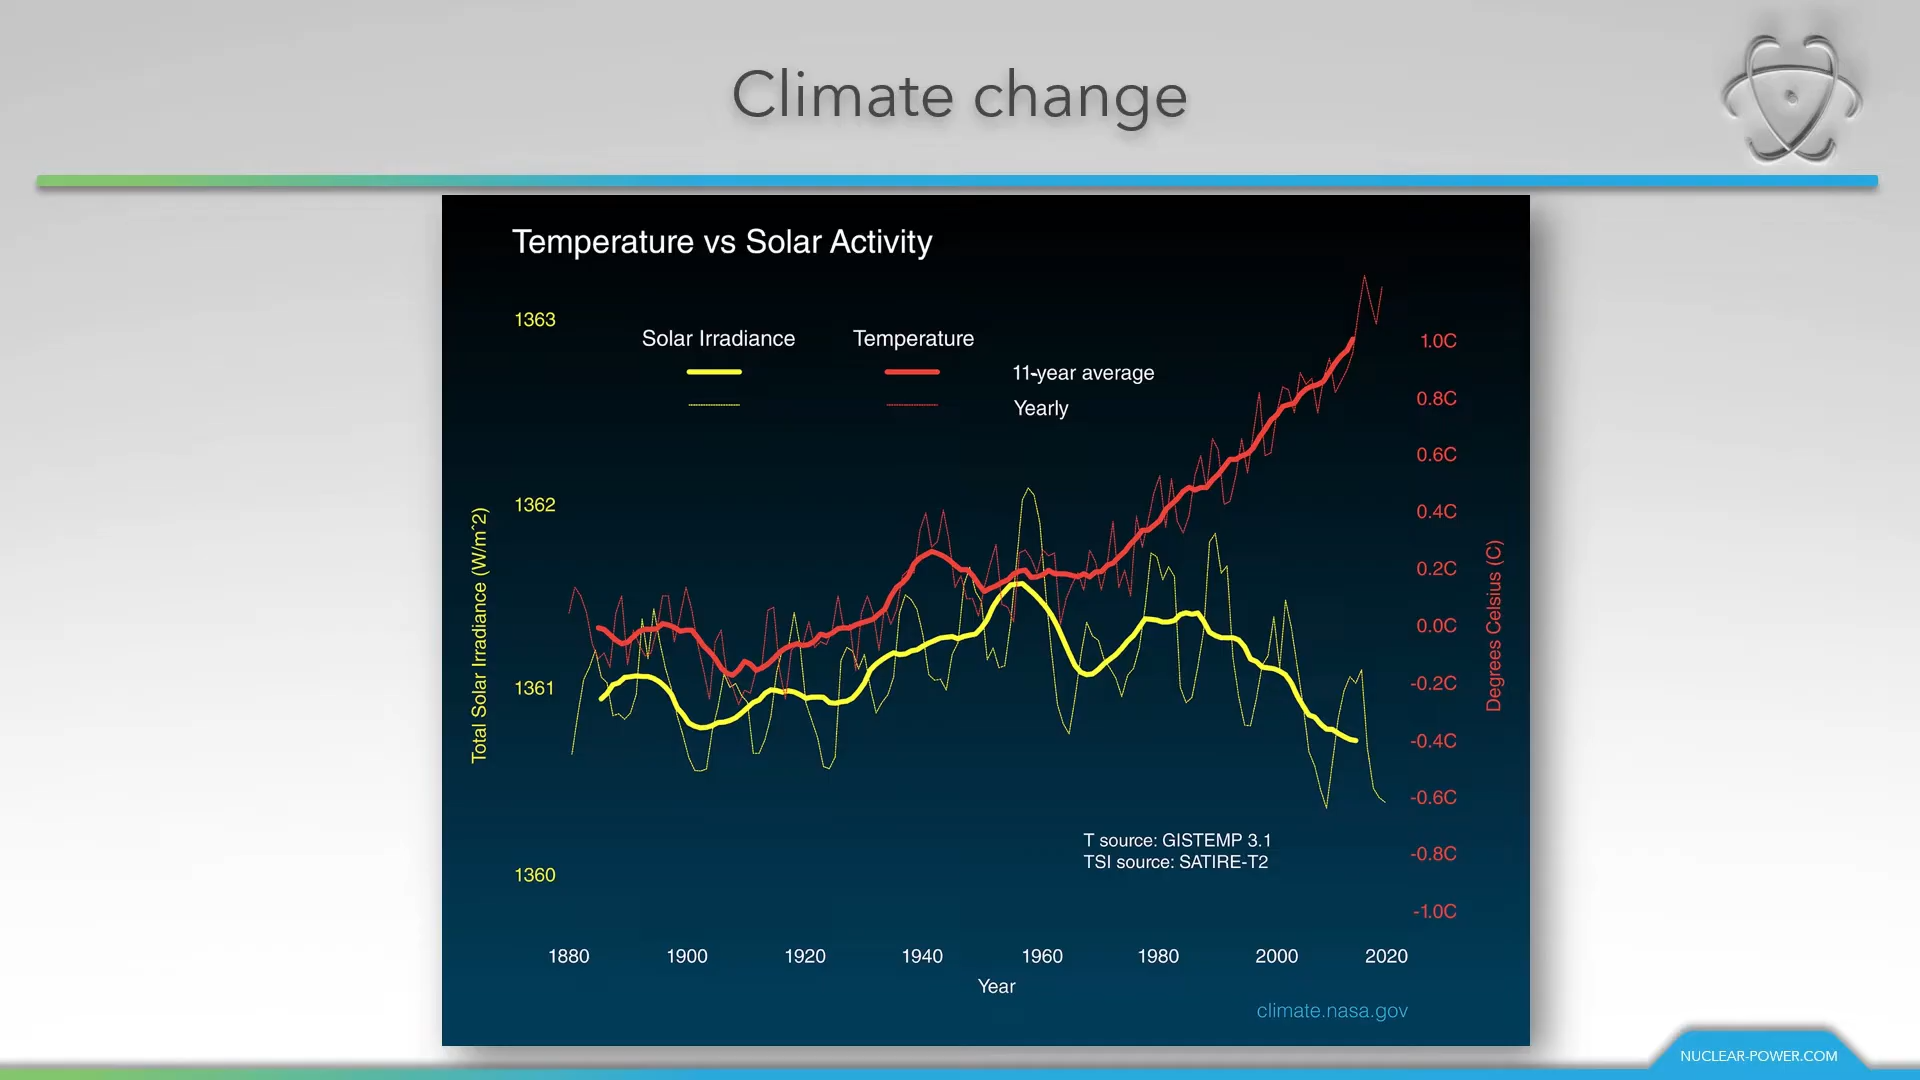 Climate change
Temperature vs Solar Activity
1363
Solar Irradiance
Temperature
11-year average
Yearly
1362
1361
1360
Total Solar Irradiance (W/m^2)
1.0C
0.8C
0.6C
0.4C
0.2C
0.0C
-0.2C
-0.4C
-0.6C
-0.8C
-1.0C
Degrees Celsius (C)
T source: GISTEMP 3.1
TSI source: SATIRE-T2
1880 1900 1920 1940 1960 1980 2000 2020
Year
climate.nasa.gov
NUCLEAR-POWER.COM